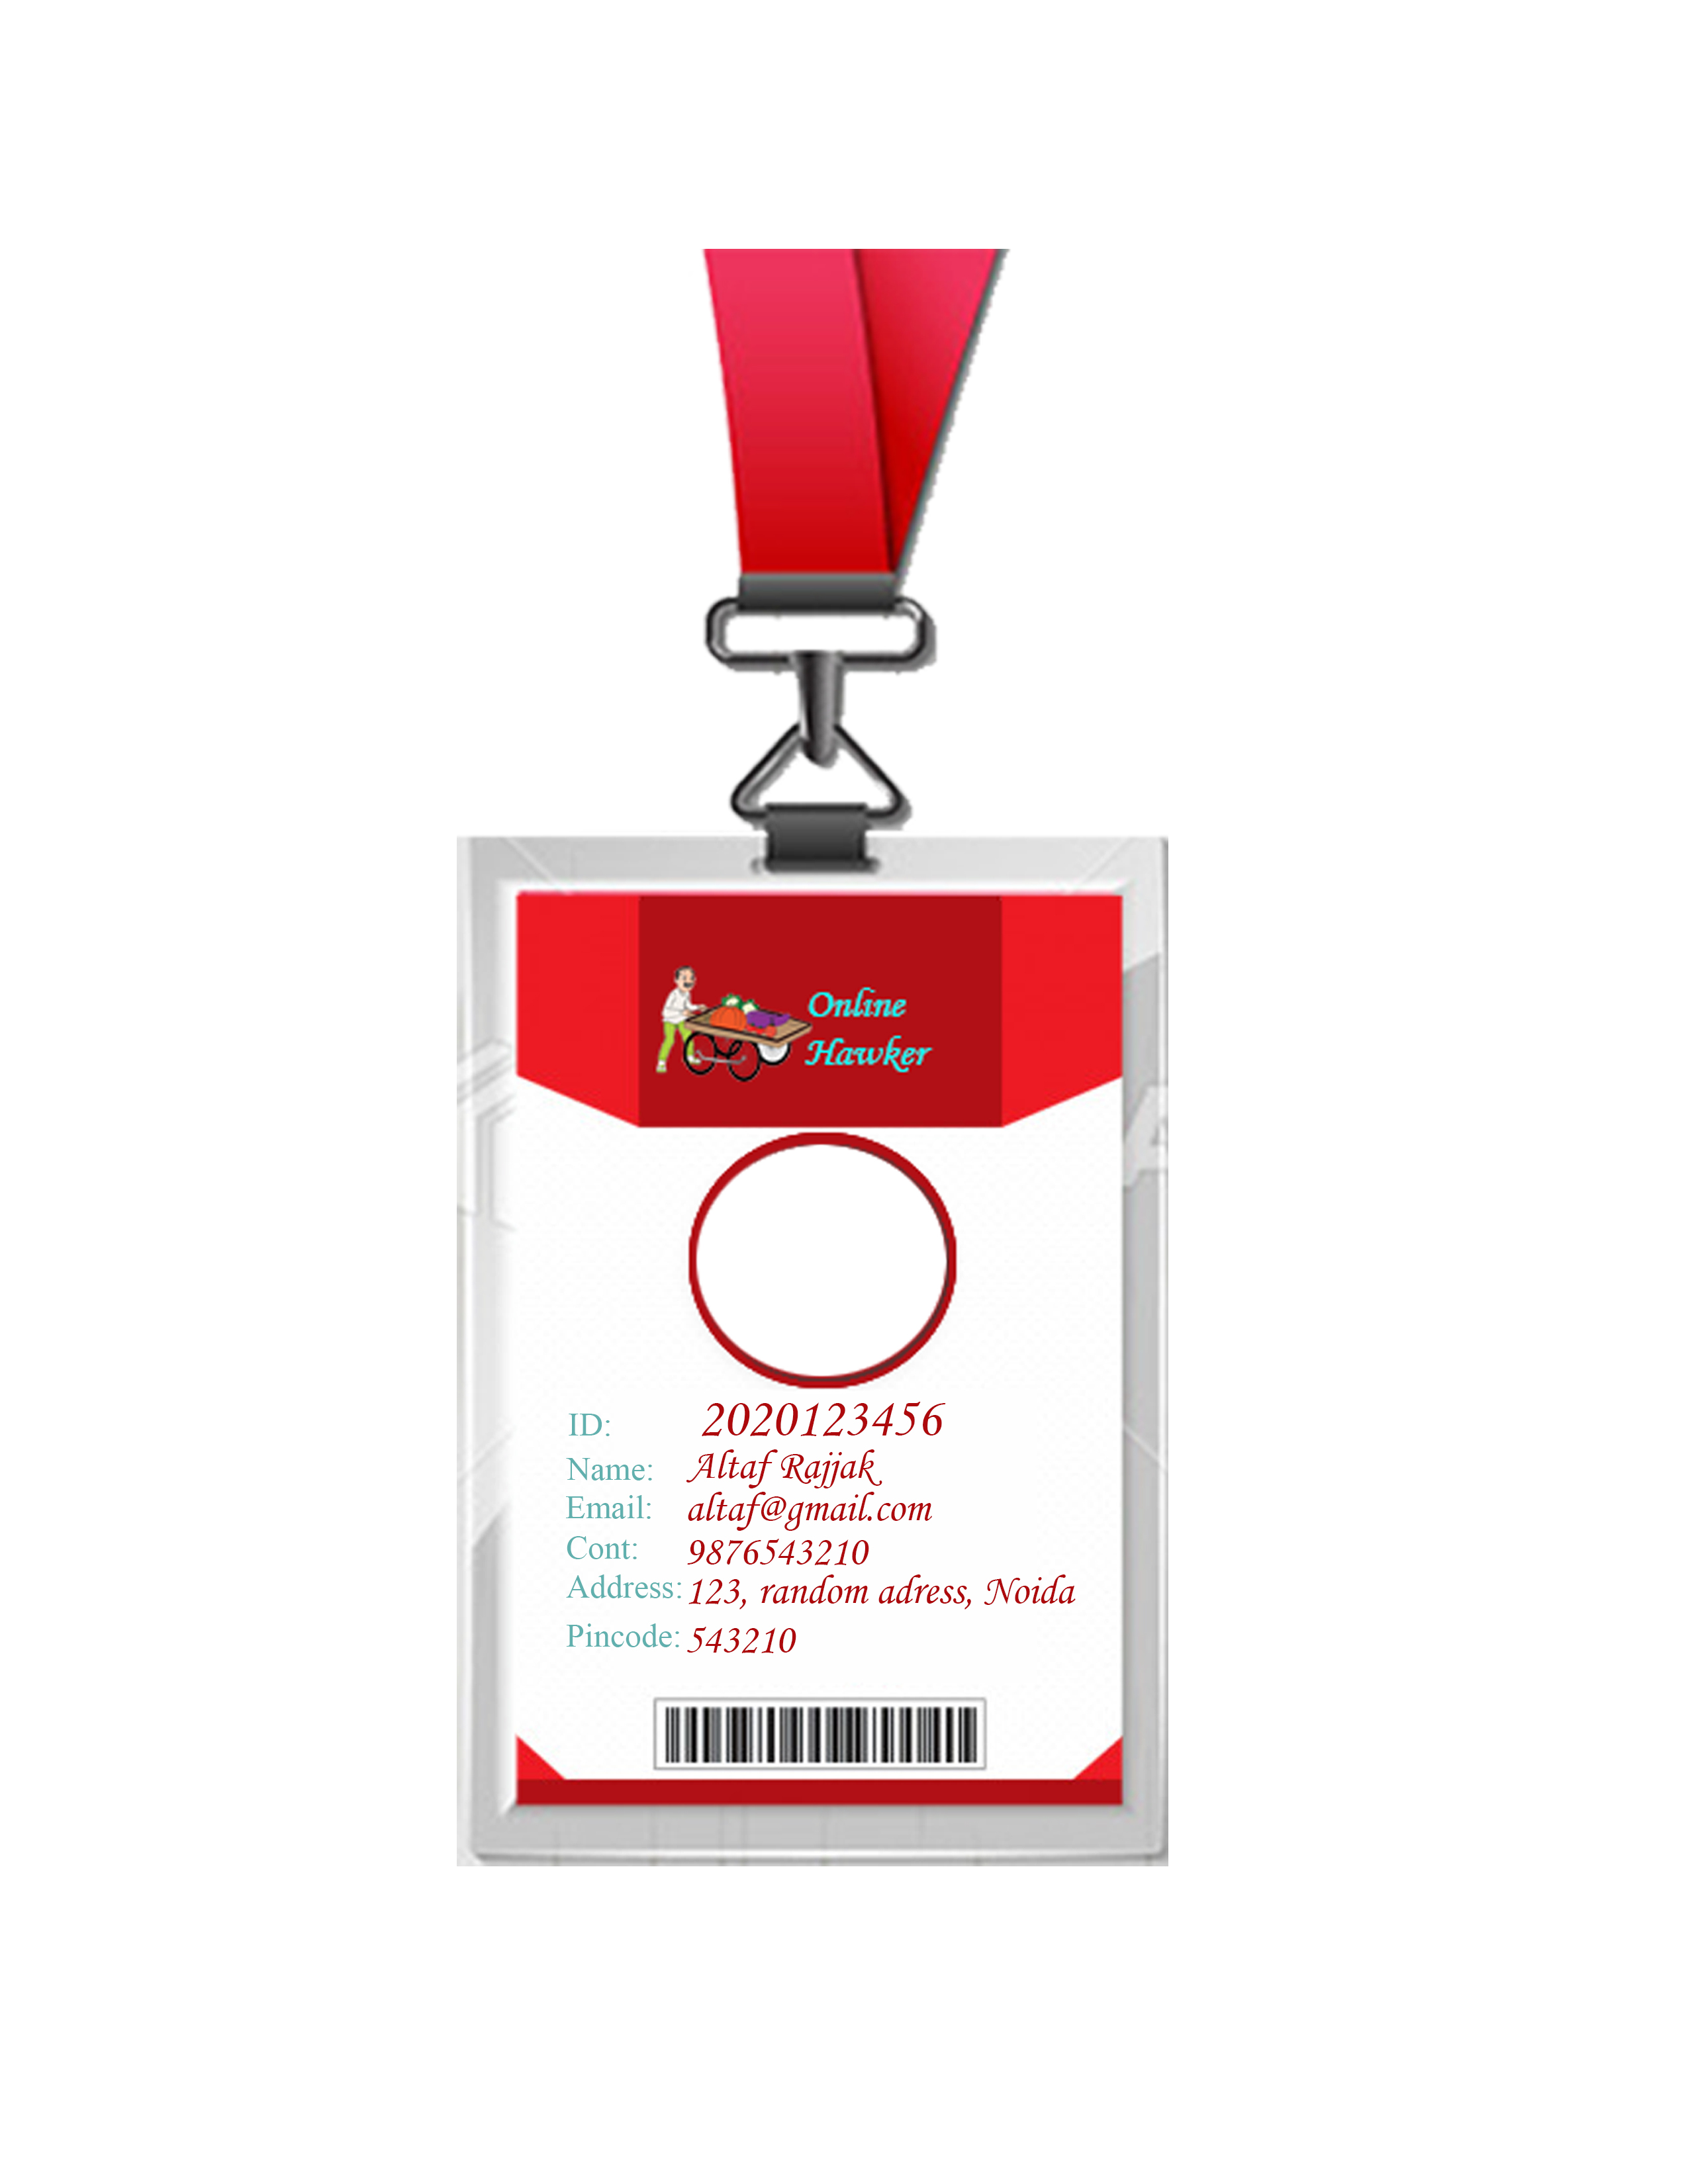 Online
Hawker
ID: 2020123456
Name: Altaf Rajjak
Email: altaf@gmail.com
Cont: 9876543210
Address: 123, random adress, Noida
Pincode: 543210